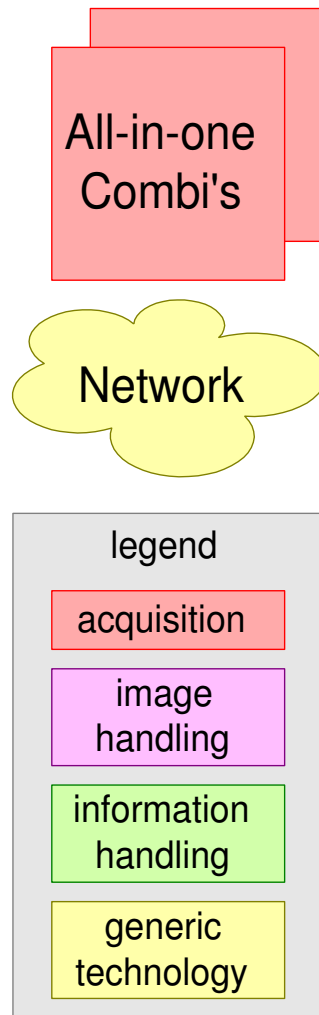 All-in-one
Combi's
Network
legend
acquisition
image
handling
information
handling
generic
technology